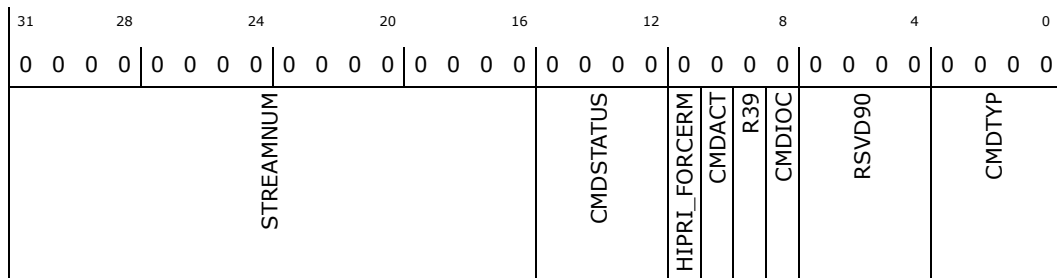 31 28 24 20 16 12 8 4 0
0 0 0 0 0 0 0 0 0 0 0 0 0 0 0 0 0 0 0 0 0 0 0 0 0 0 0 0 0 0 0 0
STREAMNUM
CMDSTATUS
HIPRI_FORCERM
CMDACT
R39
CMDIOC
RSVD90
CMDTYP